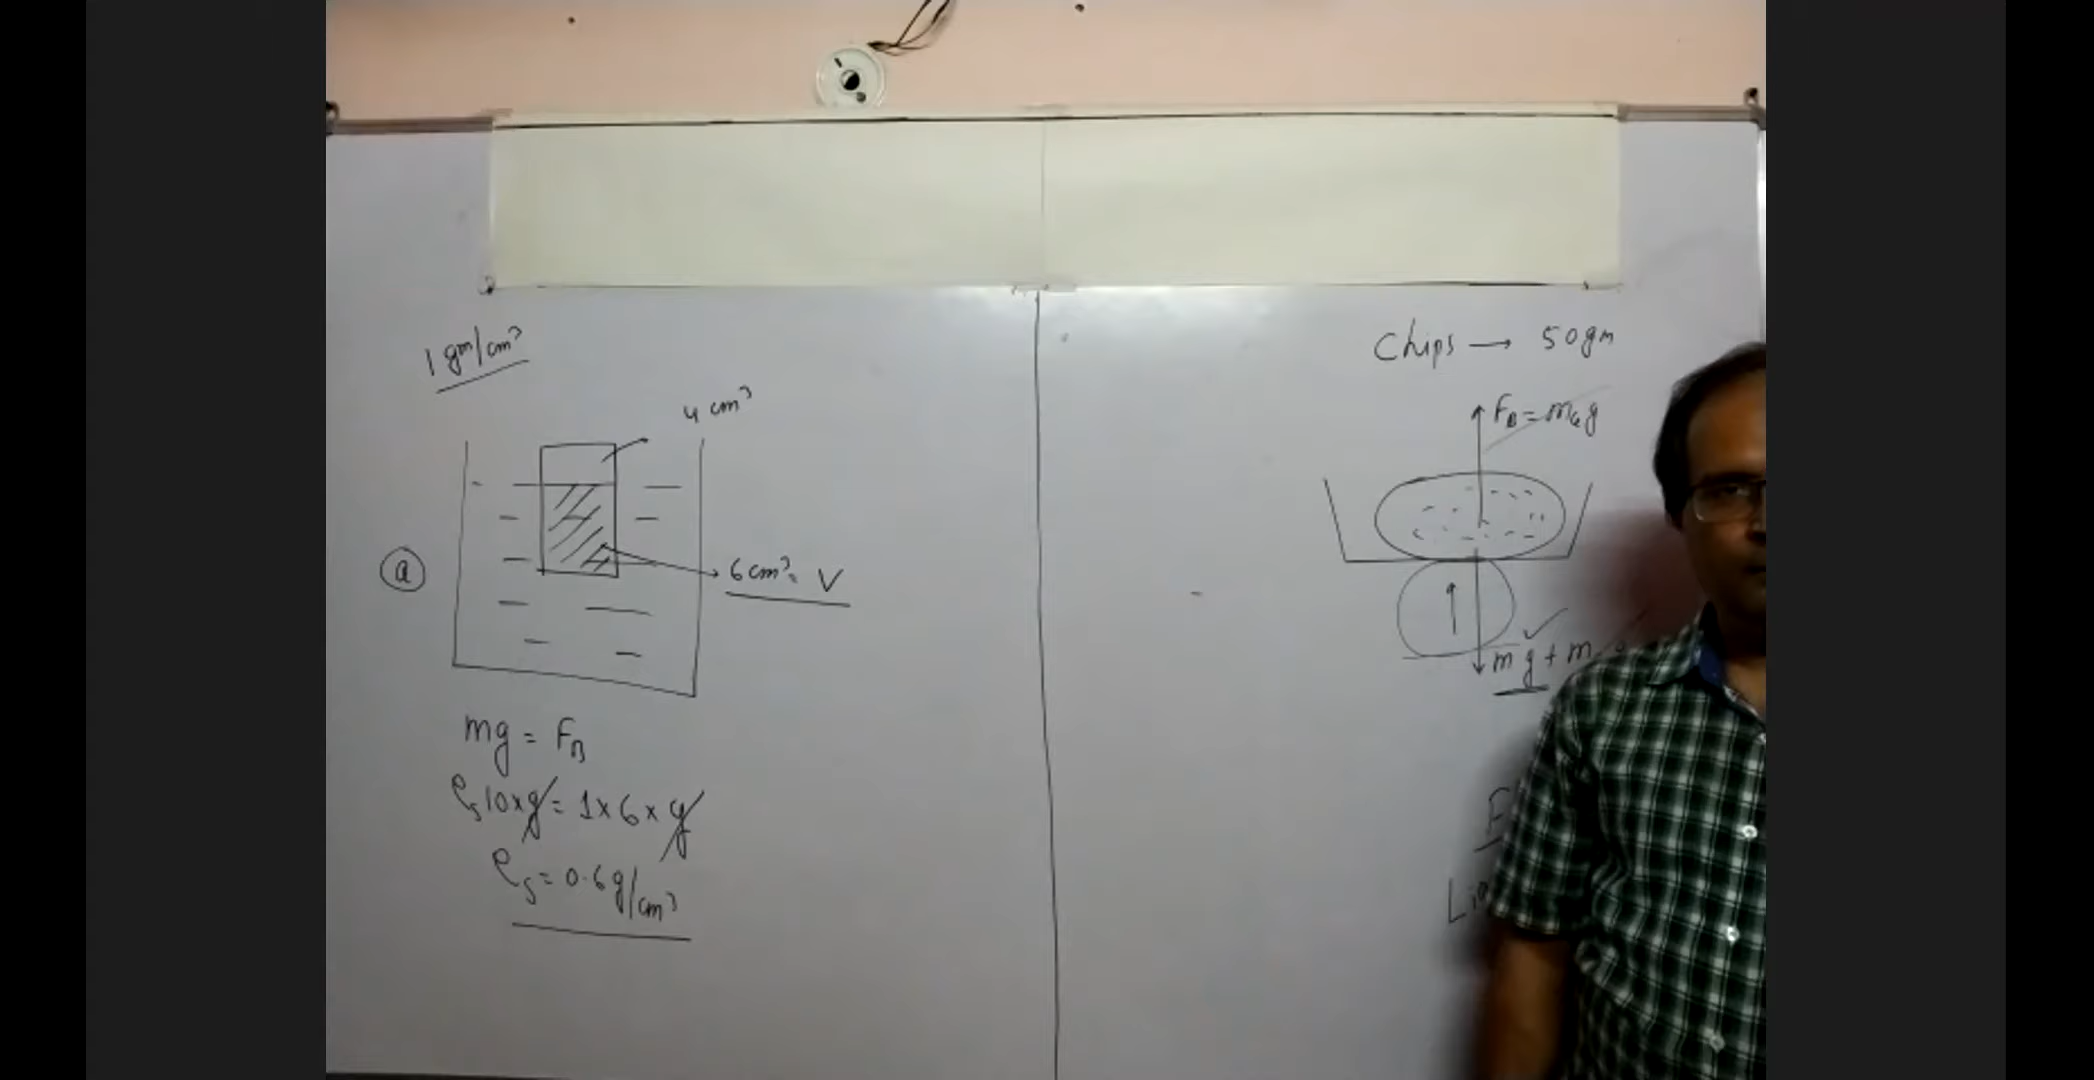 1 gm/cm³
4 cm³
a
6 cm³ = V
mg = F_B
ρ_s 10 × g = 1 × 6 × g
ρ_s = 0.6 g/cm³
Chips → 50 gm
F_B = m_a g
mg + m